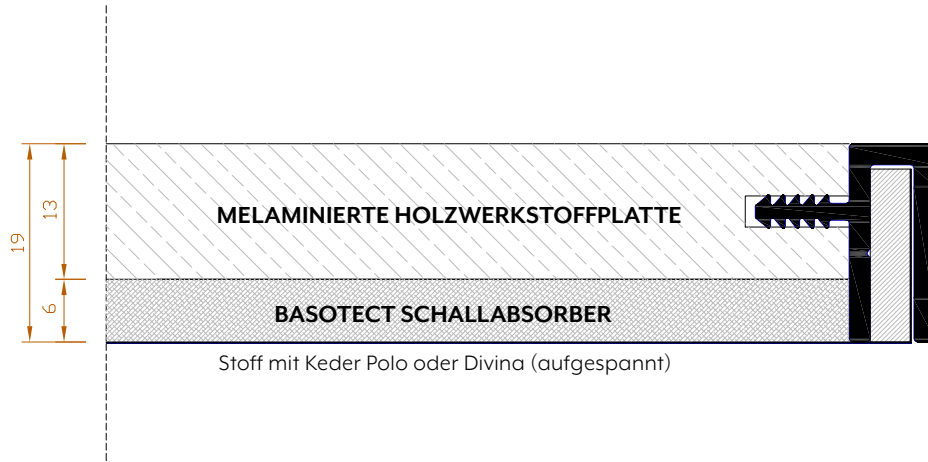 19
13
MELAMINIERTE HOLZWERKSTOFFPLATTE
6
BASOTECT SCHALLABSORBER
Stoff mit Keder Polo oder Divina (aufgespannt)